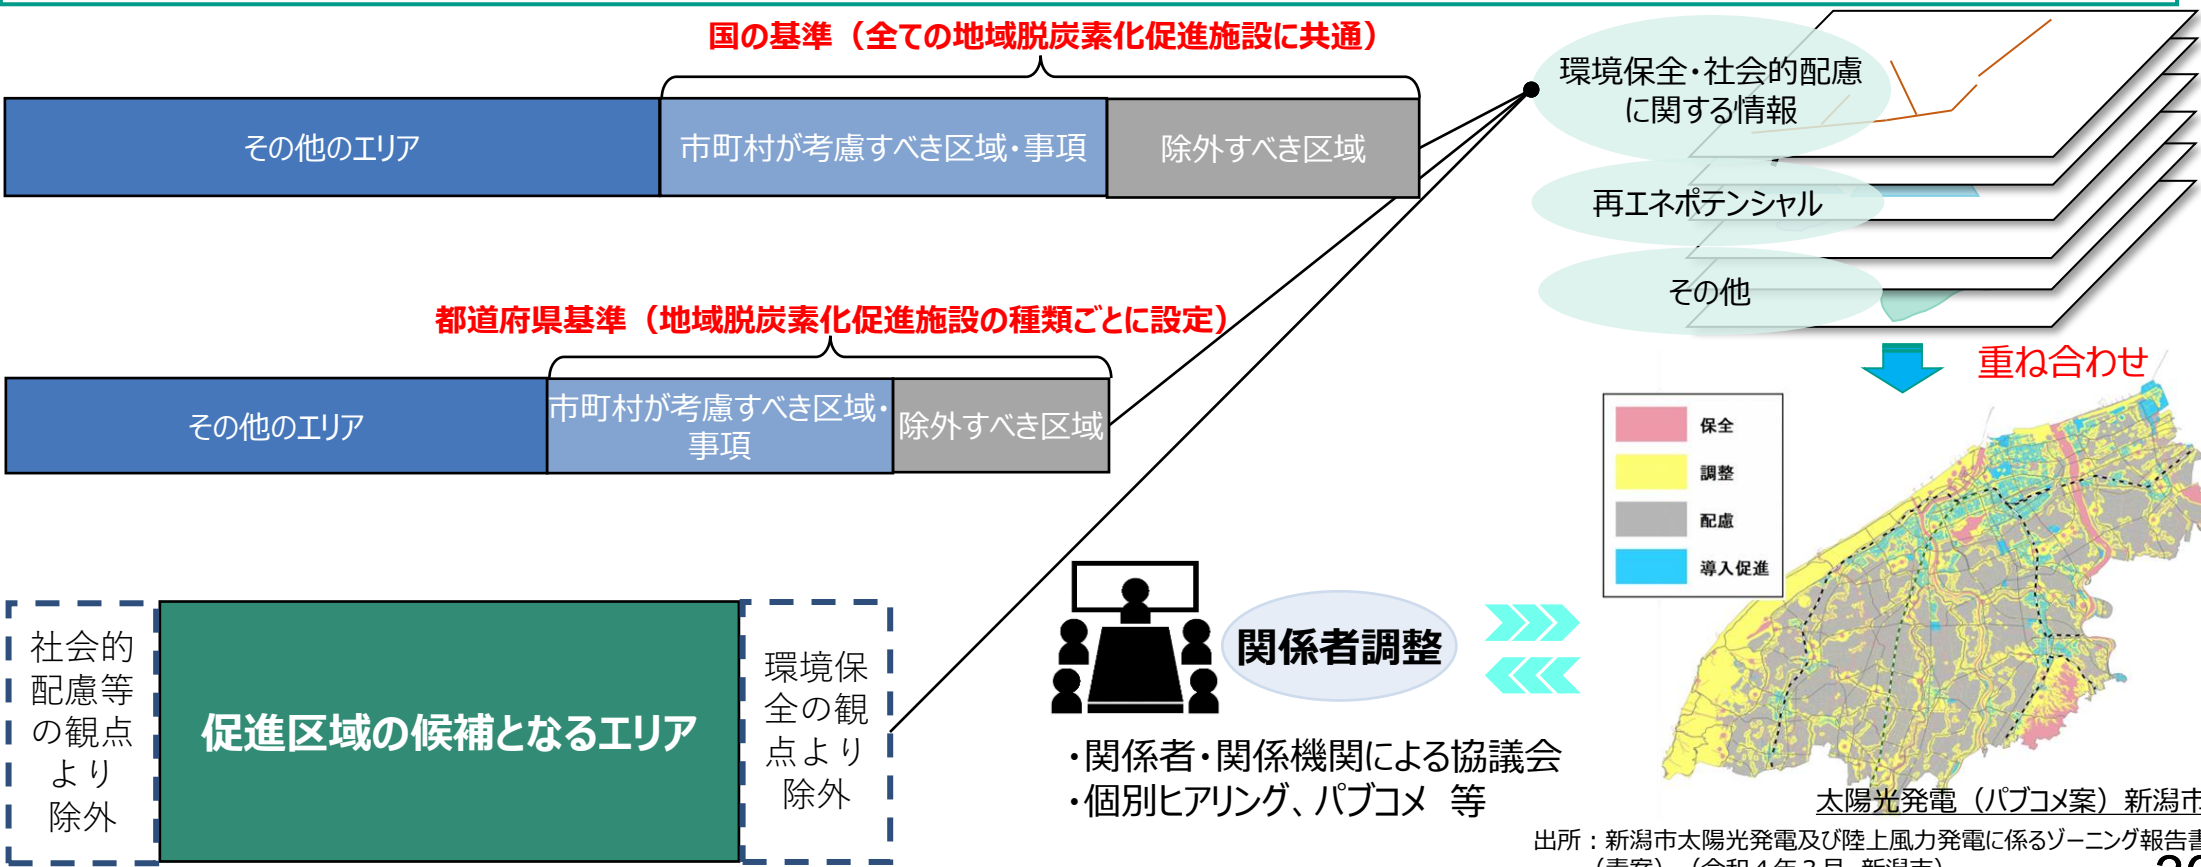 国の基準（全ての地域脱炭素化促進施設に共通）
その他のエリア
市町村が考慮すべき区域・事項
除外すべき区域
環境保全・社会的配慮
に関する情報
再エネポテンシャル
その他
重ね合わせ
都道府県基準（地域脱炭素化促進施設の種類ごとに設定）
その他のエリア
市町村が考慮すべき区域・
事項
除外すべき区域
保全
調整
配慮
導入促進
社会的
配慮等
の観点
より
除外
促進区域の候補となるエリア
環境保
全の観
点より
除外
関係者調整
・関係者・関係機関による協議会
・個別ヒアリング、パブコメ 等
太陽光発電（パブコメ案）新潟市
出所：新潟市太陽光発電及び陸上風力発電に係るゾーニング報告書
（素案）（令和４年３月 新潟市）